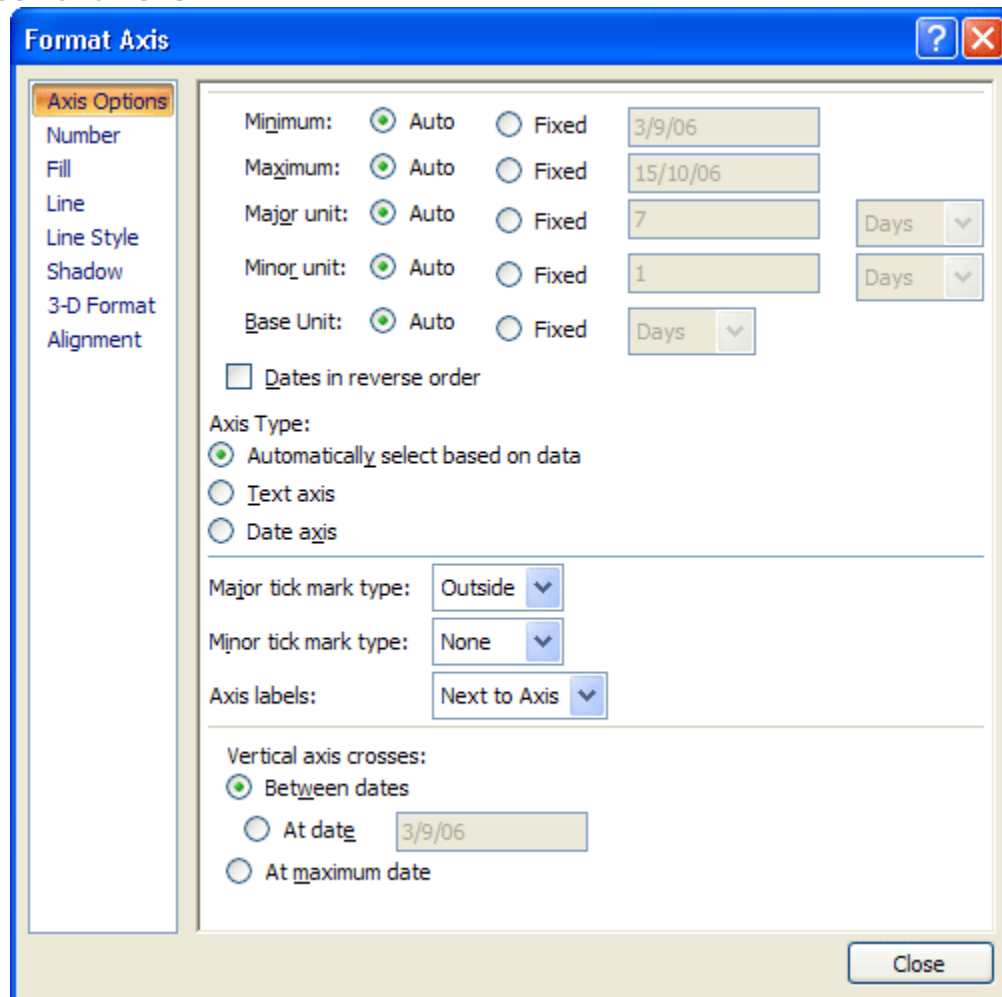 Format Axis
Axis Options
Number
Fill
Line
Line Style
Shadow
3-D Format
Alignment
Minimum: Auto Fixed 3/9/06
Maximum: Auto Fixed 15/10/06
Major unit: Auto Fixed 7 Days
Minor unit: Auto Fixed 1 Days
Base Unit: Auto Fixed Days
Dates in reverse order
Axis Type:
Automatically select based on data
Text axis
Date axis
Major tick mark type: Outside
Minor tick mark type: None
Axis labels: Next to Axis
Vertical axis crosses:
Between dates
At date 3/9/06
At maximum date
Close